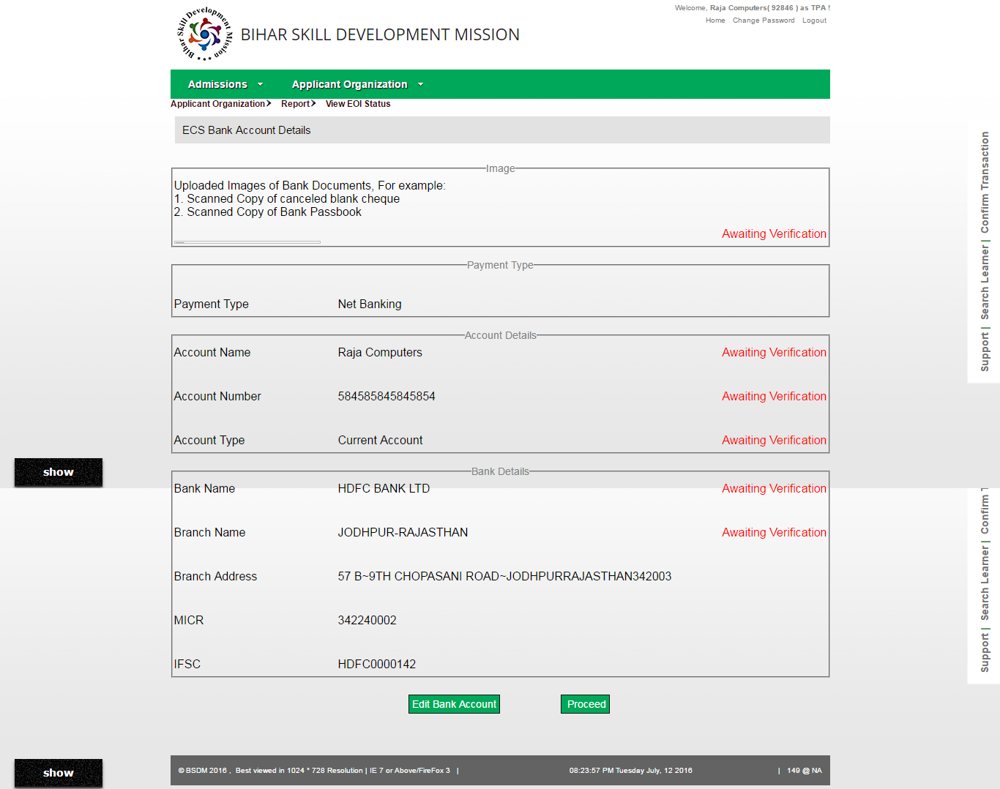 Welcome, Raja Computers( 92846 ) as TPA !
Home Change Password Logout
Bihar Skill Development Mission
BIHAR SKILL DEVELOPMENT MISSION
Admissions Applicant Organization
Applicant Organization Report View EOI Status
ECS Bank Account Details
Image
Uploaded Images of Bank Documents, For example:
1. Scanned Copy of canceled blank cheque
2. Scanned Copy of Bank Passbook
Awaiting Verification
Payment Type
Payment Type Net Banking
Account Details
Account Name Raja Computers Awaiting Verification
Account Number 584585845845854 Awaiting Verification
Account Type Current Account Awaiting Verification
Bank Details
Bank Name HDFC BANK LTD Awaiting Verification
Branch Name JODHPUR-RAJASTHAN Awaiting Verification
Branch Address 57 B~9TH CHOPASANI ROAD~JODHPURRAJASTHAN342003
MICR 342240002
IFSC HDFC0000142
Edit Bank Account Proceed
© BSDM 2016 , Best viewed in 1024 * 728 Resolution | IE 7 or Above/FireFox 3 | 08:23:57 PM Tuesday July, 12 2016 | 149 @ NA
show
show
Support | Search Learner | Confirm Transaction
Support | Search Learner | Confirm